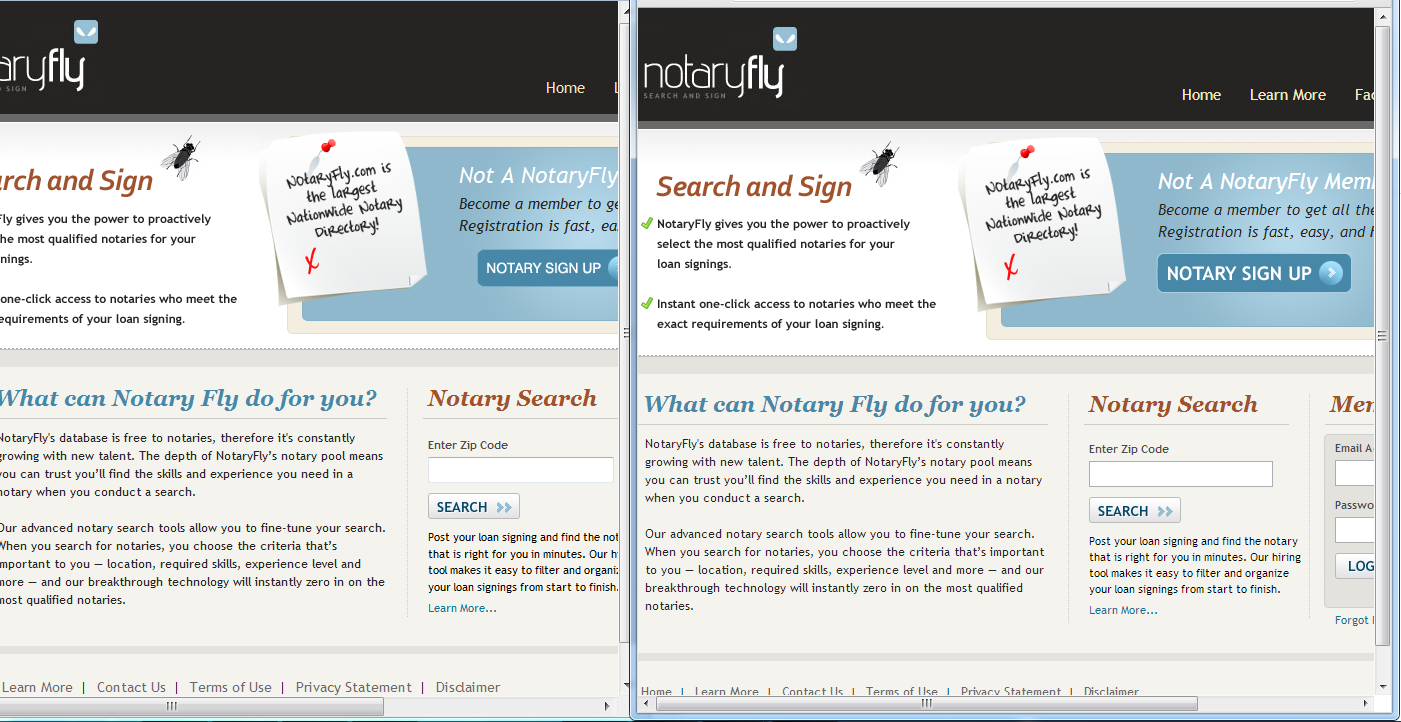 aryfly
D SIGN
Home
L
rch and Sign
Fly gives you the power to proactively
he most qualified notaries for your
nings.
one-click access to notaries who meet the
equirements of your loan signing.
NotaryFly.com is
the largest
Nationwide Notary
Directory!
X
Not A NotaryFly
Become a member to ge
Registration is fast, ea
NOTARY SIGN UP
What can Notary Fly do for you?
NotaryFly's database is free to notaries, therefore it's constantly
growing with new talent. The depth of NotaryFly’s notary pool means
you can trust you’ll find the skills and experience you need in a
notary when you conduct a search.
Our advanced notary search tools allow you to fine-tune your search.
When you search for notaries, you choose the criteria that’s
important to you — location, required skills, experience level and
more — and our breakthrough technology will instantly zero in on the
most qualified notaries.
Notary Search
Enter Zip Code
SEARCH
Post your loan signing and find the not
that is right for you in minutes. Our h
tool makes it easy to filter and organiz
your loan signings from start to finish.
Learn More...
Learn More | Contact Us | Terms of Use | Privacy Statement | Disclaimer
notaryfly
SEARCH AND SIGN
Home Learn More Fac
Search and Sign
NotaryFly gives you the power to proactively
select the most qualified notaries for your
loan signings.
Instant one-click access to notaries who meet the
exact requirements of your loan signing.
NotaryFly.com is
the largest
Nationwide Notary
Directory!
X
Not A NotaryFly Mem
Become a member to get all the
Registration is fast, easy, and F
NOTARY SIGN UP
What can Notary Fly do for you?
NotaryFly's database is free to notaries, therefore it's constantly
growing with new talent. The depth of NotaryFly’s notary pool means
you can trust you’ll find the skills and experience you need in a notary
when you conduct a search.
Our advanced notary search tools allow you to fine-tune your search.
When you search for notaries, you choose the criteria that’s important
to you — location, required skills, experience level and more — and our
breakthrough technology will instantly zero in on the most qualified
notaries.
Notary Search
Enter Zip Code
SEARCH
Post your loan signing and find the notary
that is right for you in minutes. Our hiring
tool makes it easy to filter and organize
your loan signings from start to finish.
Learn More...
Mem
Email A
Passwo
LOG
Forgot
Home | Learn More | Contact Us | Terms of Use | Privacy Statement | Disclaimer